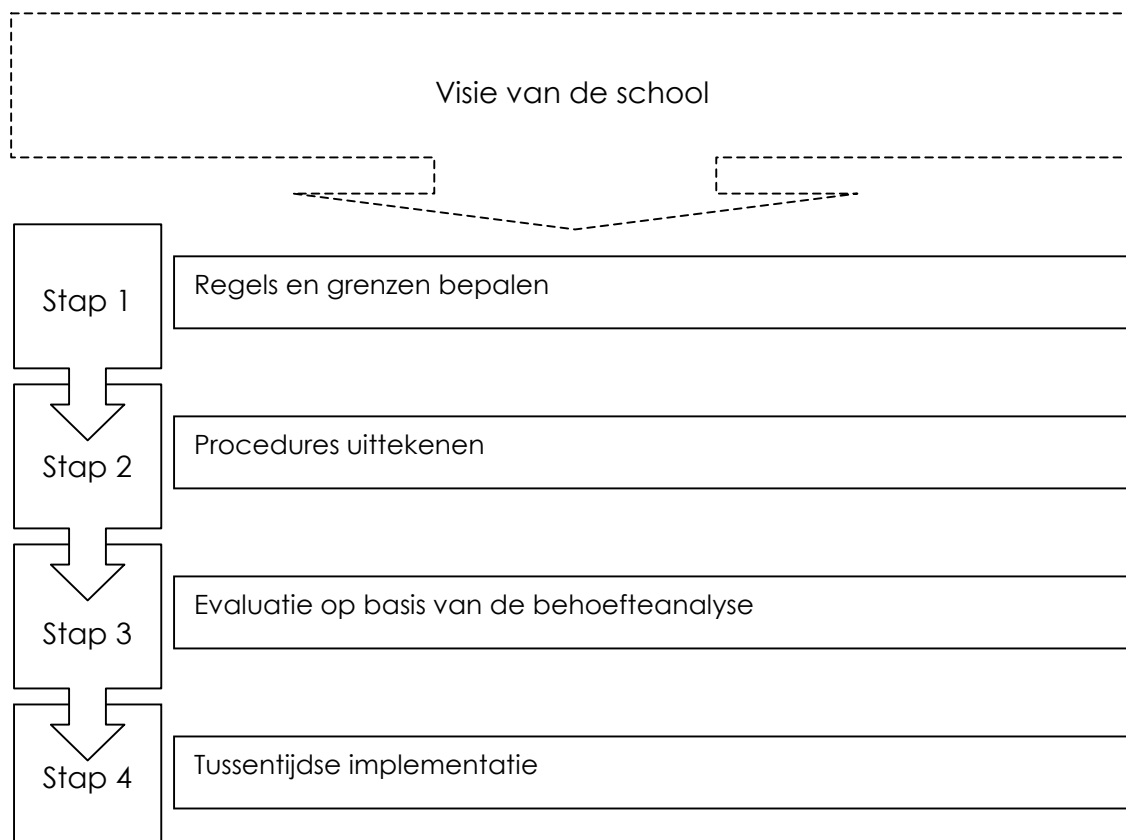 Visie van de school
Stap 1
Regels en grenzen bepalen
Stap 2
Procedures uittekenen
Stap 3
Evaluatie op basis van de behoefteanalyse
Stap 4
Tussentijdse implementatie